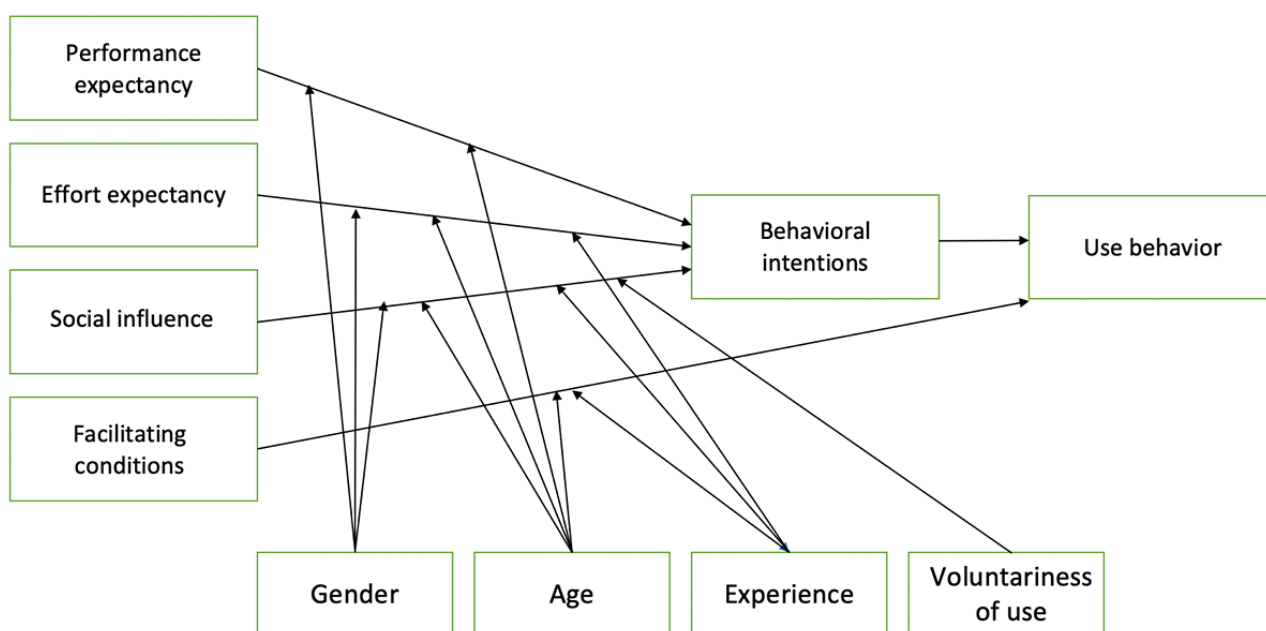 Performance
expectancy
Effort expectancy
Social influence
Facilitating
conditions
Behavioral
intentions
Use behavior
Gender
Age
Experience
Voluntariness
of use